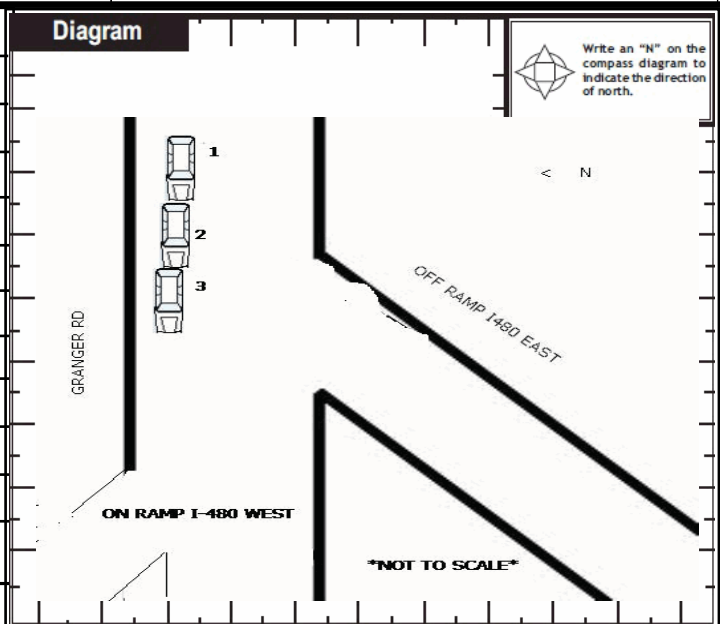 Diagram
Write an “N” on the
compass diagram to
indicate the direction
of north.
1
< N
2
OFF RAMP I480 EAST
3
GRANGER RD
ON RAMP I-480 WEST
*NOT TO SCALE*